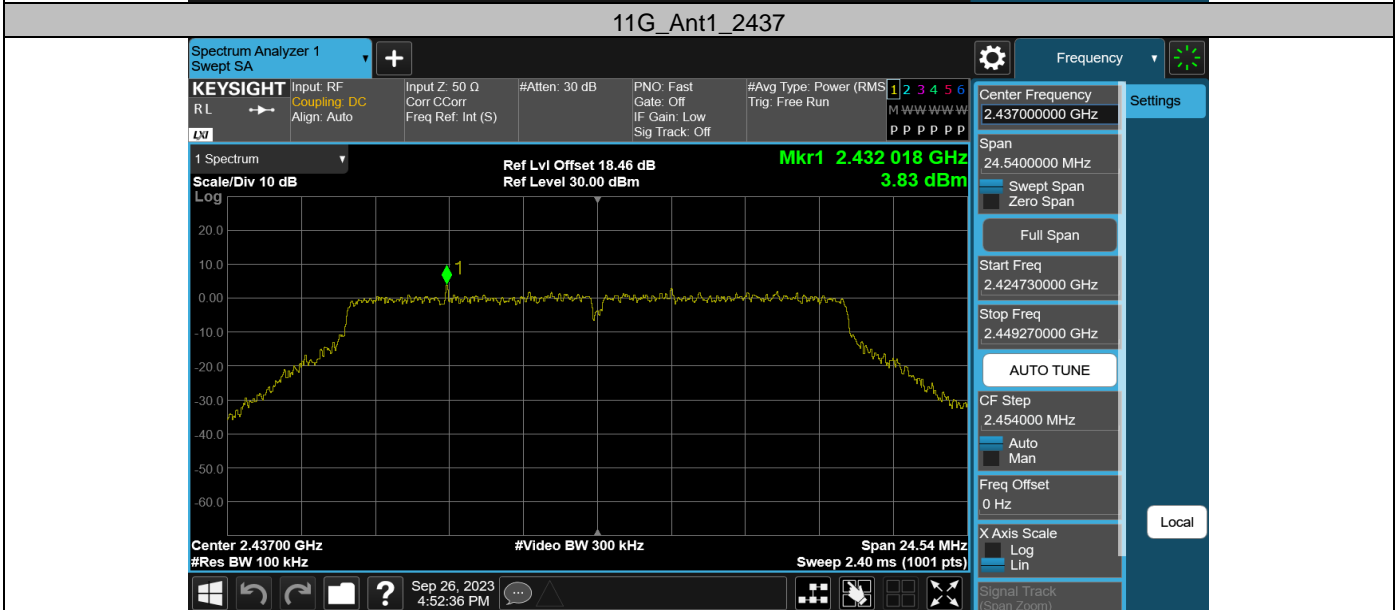 11G_Ant1_2437
Spectrum Analyzer 1
Swept SA
Frequency
KEYSIGHT
R L
LXI
Input: RF
Coupling: DC
Align: Auto
Input Z: 50 Ω
Corr CCorr
Freq Ref: Int (S)
#Atten: 30 dB
PNO: Fast
Gate: Off
IF Gain: Low
Sig Track: Off
#Avg Type: Power (RMS
Trig: Free Run
1 2 3 4 5 6
M W W W W W
P P P P P P
1 Spectrum
Scale/Div 10 dB
Ref Lvl Offset 18.46 dB
Ref Level 30.00 dBm
Mkr1 2.432 018 GHz
3.83 dBm
Log
20.0
10.0
0.00
-10.0
-20.0
-30.0
-40.0
-50.0
-60.0
1
Center 2.43700 GHz
#Video BW 300 kHz
Span 24.54 MHz
#Res BW 100 kHz
Sweep 2.40 ms (1001 pts)
Center Frequency
2.437000000 GHz
Settings
Span
24.5400000 MHz
Swept Span
Zero Span
Full Span
Start Freq
2.424730000 GHz
Stop Freq
2.449270000 GHz
AUTO TUNE
CF Step
2.454000 MHz
Auto
Man
Freq Offset
0 Hz
X Axis Scale
Log
Lin
Local
Signal Track
(Span Zoom)
?
Sep 26, 2023
4:52:36 PM